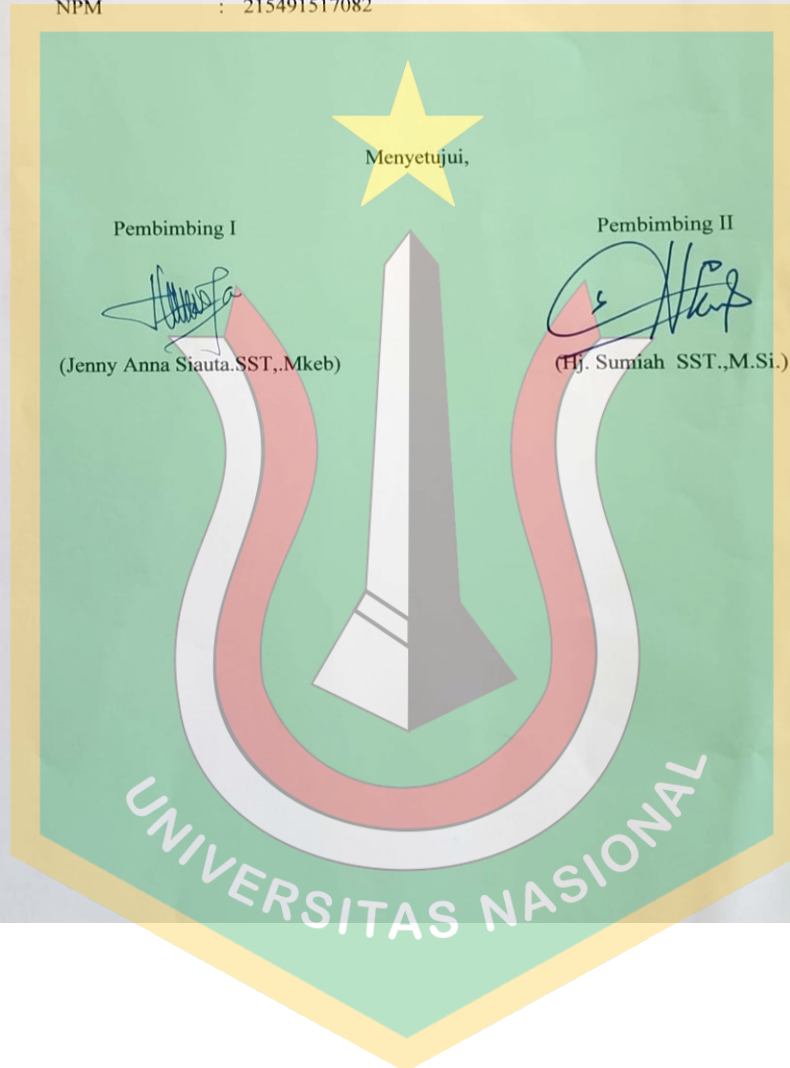 NPM : 215491517082
Menyetujui,
Pembimbing I Pembimbing II
(Jenny Anna Siauta.SST,.Mkeb) (Hj. Sumiah SST.,M.Si.)
UNIVERSITAS NASIONAL